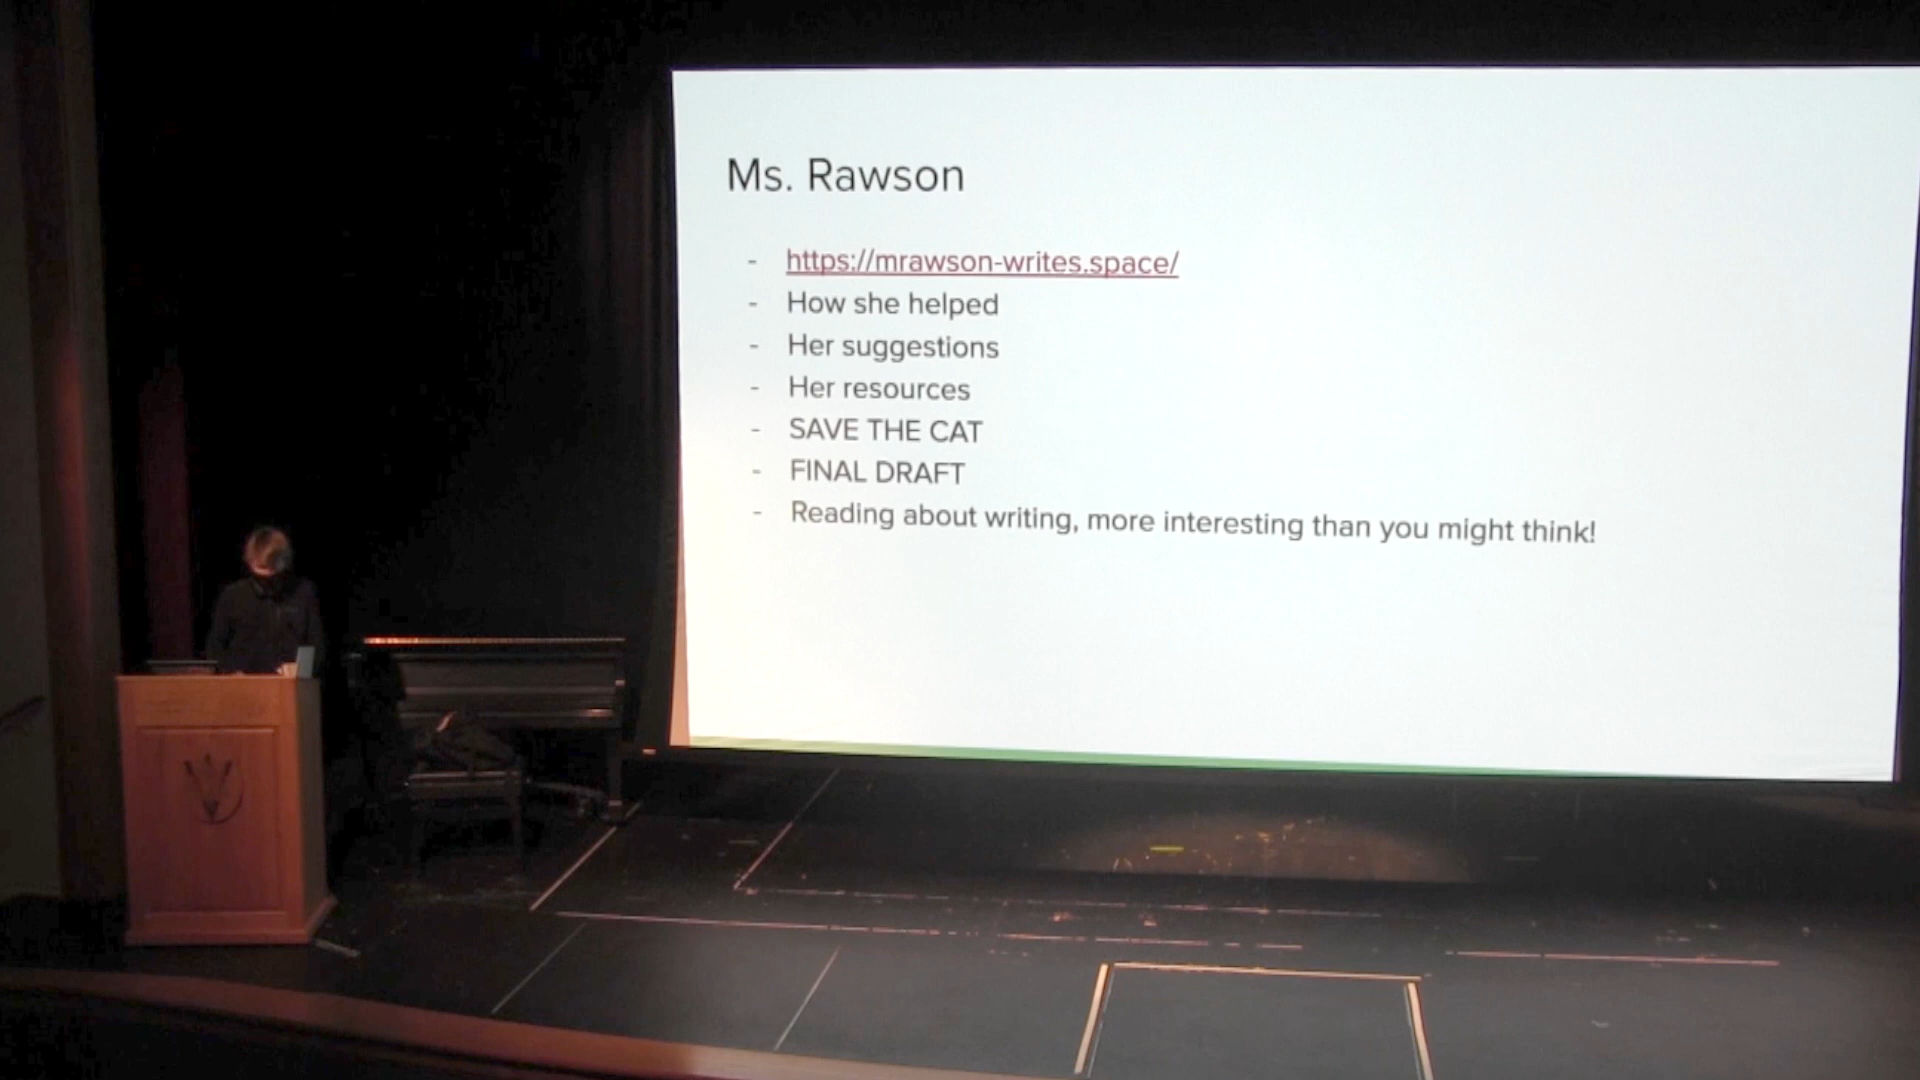 Ms. Rawson
- https://mrawson-writes.space/
- How she helped
- Her suggestions
- Her resources
- SAVE THE CAT
- FINAL DRAFT
- Reading about writing, more interesting than you might think!